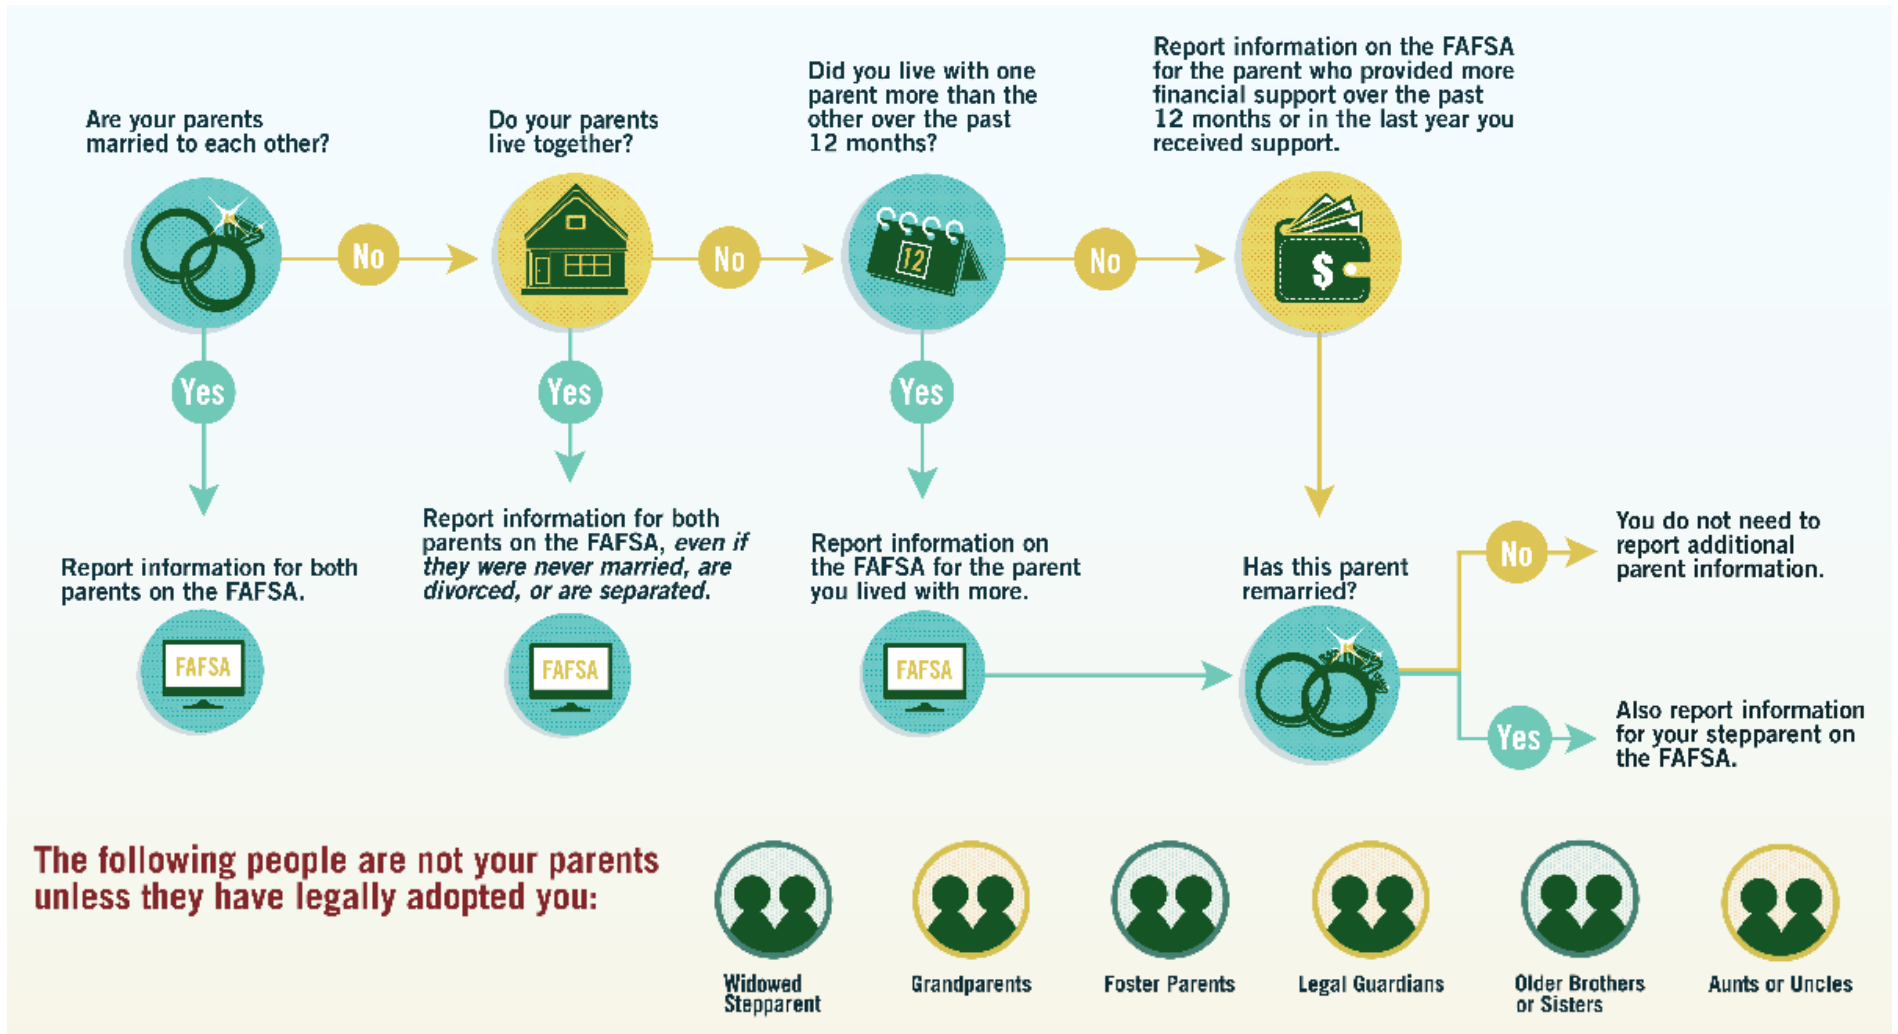 Are your parents
married to each other?
Do your parents
live together?
Did you live with one
parent more than the
other over the past
12 months?
Report information on the FAFSA
for the parent who provided more
financial support over the past
12 months or in the last year you
received support.
No
No
12
No
$
Yes
Yes
Yes
Report information for both
parents on the FAFSA.
FAFSA
Report information for both
parents on the FAFSA, even if
they were never married, are
divorced, or are separated.
FAFSA
Report information on
the FAFSA for the parent
you lived with more.
FAFSA
Has this parent
remarried?
No
You do not need to
report additional
parent information.
Yes
Also report information
for your stepparent on
the FAFSA.
The following people are not your parents
unless they have legally adopted you:
Widowed
Stepparent
Grandparents
Foster Parents
Legal Guardians
Older Brothers
or Sisters
Aunts or Uncles